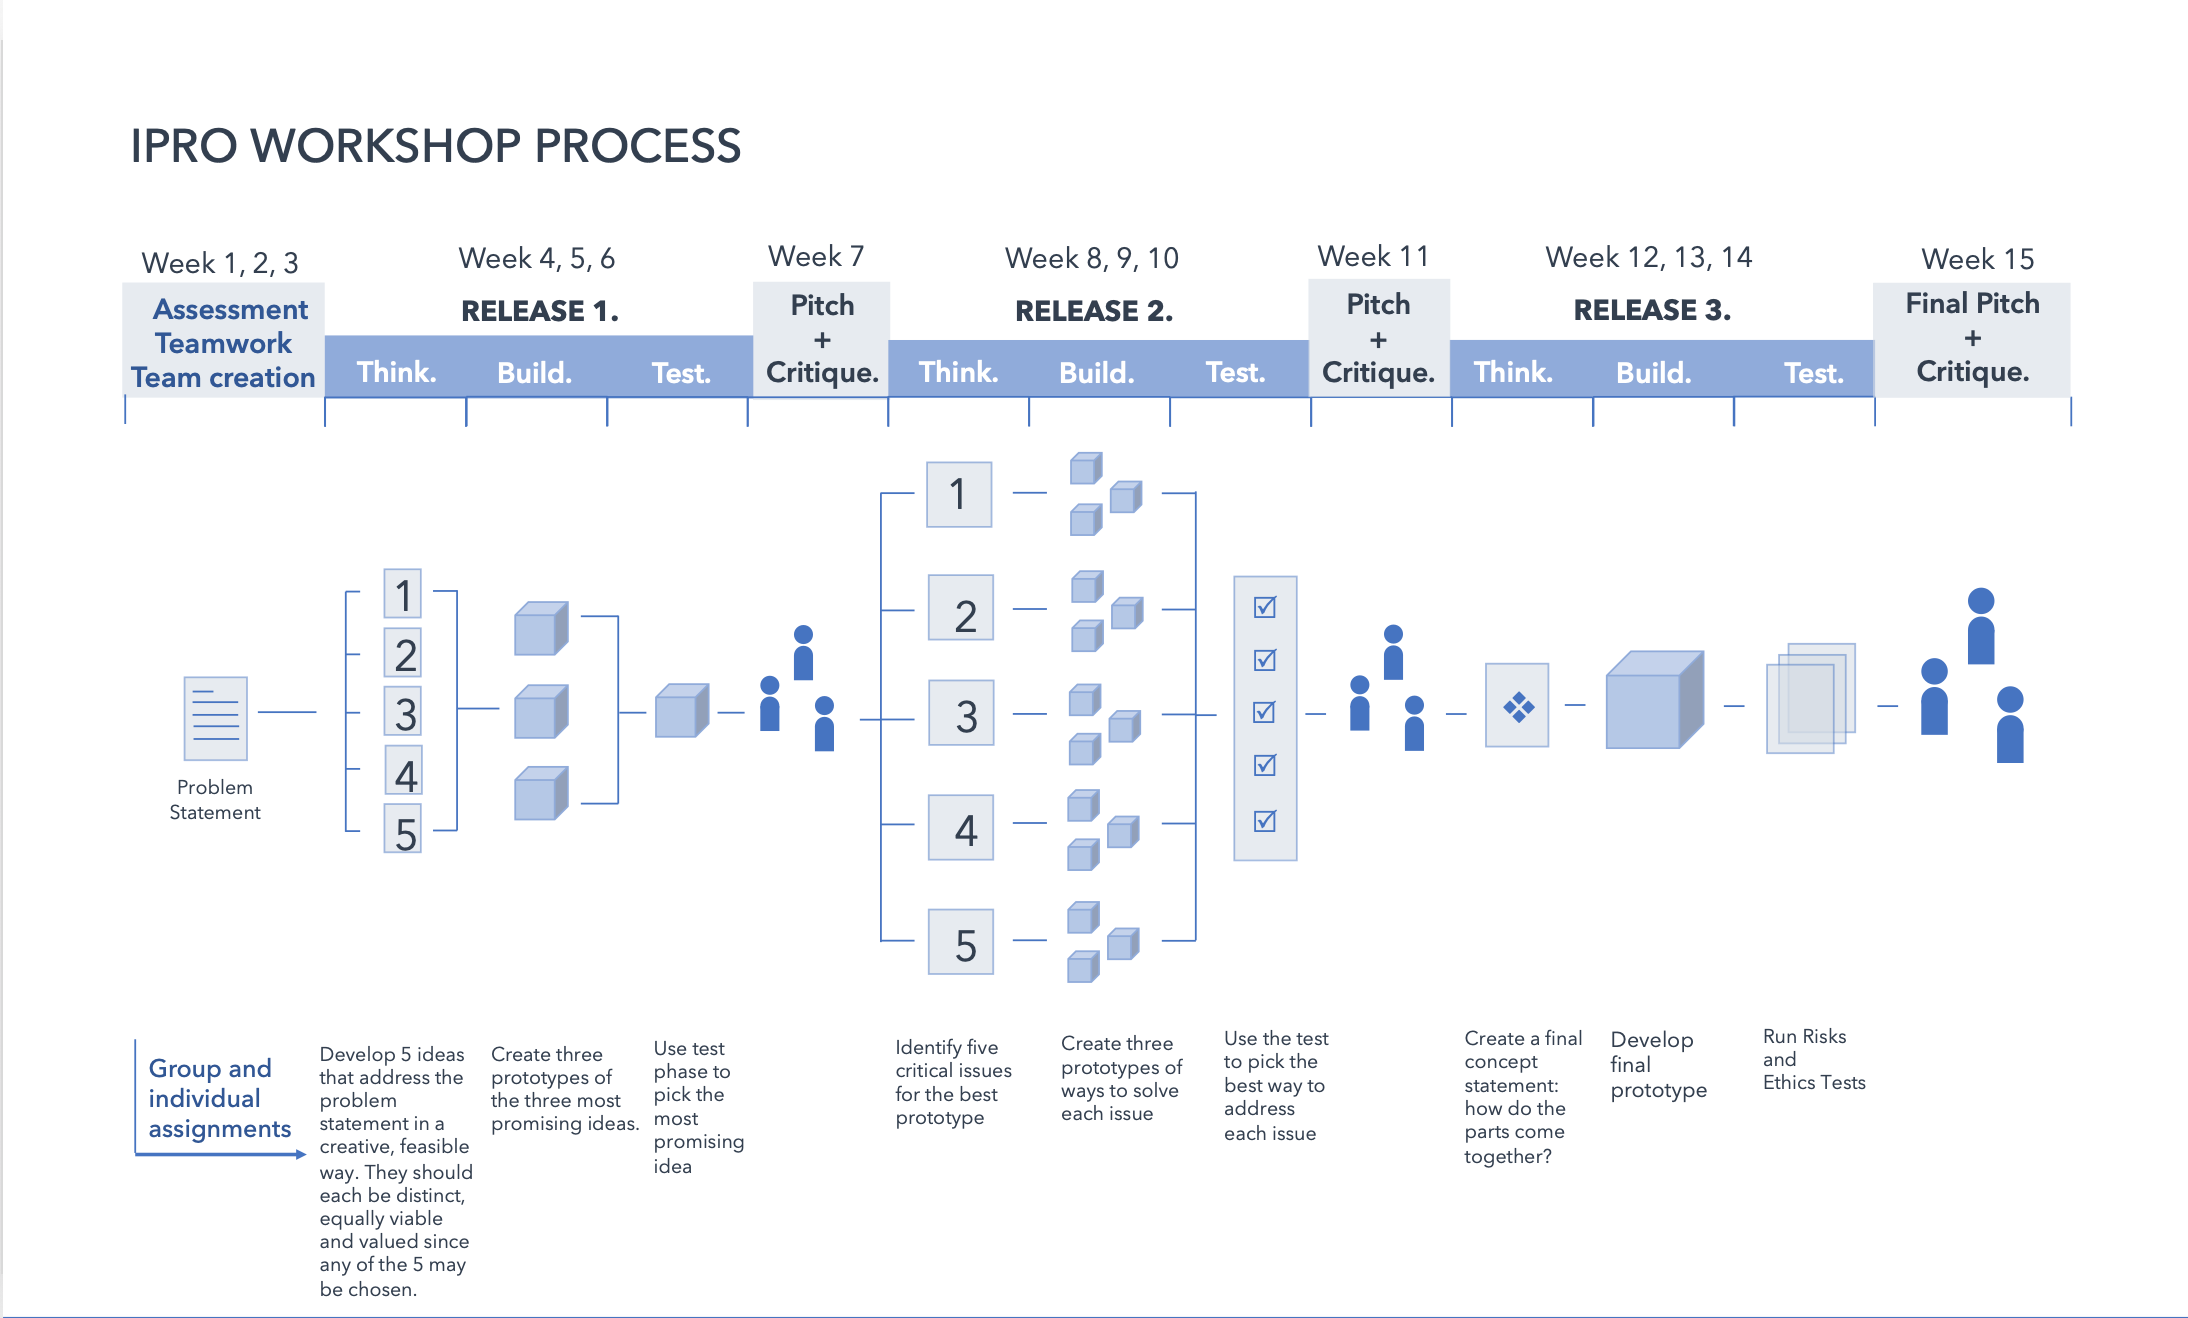 IPRO WORKSHOP PROCESS
Week 1, 2, 3
Assessment
Teamwork
Team creation
Week 4, 5, 6
RELEASE 1.
Think.
Build.
Test.
Week 7
Pitch
+
Critique.
Week 8, 9, 10
RELEASE 2.
Think.
Build.
Test.
Week 11
Pitch
+
Critique.
Week 12, 13, 14
RELEASE 3.
Think.
Build.
Test.
Week 15
Final Pitch
+
Critique.
Problem
Statement
1
2
3
4
5
1
2
3
4
5
Group and
individual
assignments
Develop 5 ideas
that address the
problem
statement in a
creative, feasible
way. They should
each be distinct,
equally viable
and valued since
any of the 5 may
be chosen.
Create three
prototypes of
the three most
promising ideas.
Use test
phase to
pick the
most
promising
idea
Identify five
critical issues
for the best
prototype
Create three
prototypes of
ways to solve
each issue
Use the test
to pick the
best way to
address
each issue
Create a final
concept
statement:
how do the
parts come
together?
Develop
final
prototype
Run Risks
and
Ethics Tests